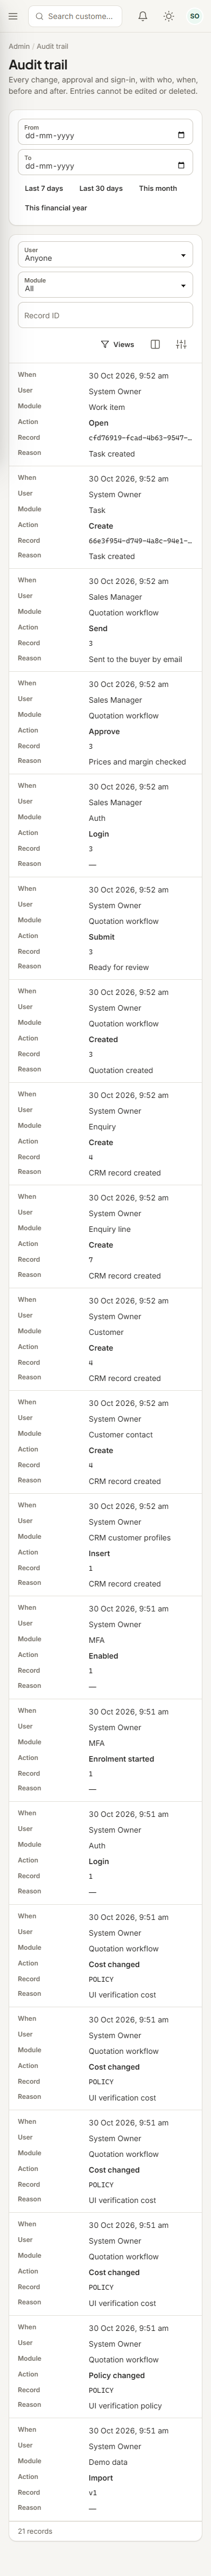 Search custome...
SO
Admin / Audit trail
Audit trail
Every change, approval and sign-in, with who, when,
before and after. Entries cannot be edited or deleted.
From
dd-mm-yyyy
To
dd-mm-yyyy
Last 7 days Last 30 days This month
This financial year
User
Anyone
Module
All
Record ID
Views
When 30 Oct 2026, 9:52 am
User System Owner
Module Work item
Action Open
Record cfd76919-fcad-4b63-9547-...
Reason Task created
When 30 Oct 2026, 9:52 am
User System Owner
Module Task
Action Create
Record 66e3f954-d749-4a8c-94e1-...
Reason Task created
When 30 Oct 2026, 9:52 am
User Sales Manager
Module Quotation workflow
Action Send
Record 3
Reason Sent to the buyer by email
When 30 Oct 2026, 9:52 am
User Sales Manager
Module Quotation workflow
Action Approve
Record 3
Reason Prices and margin checked
When 30 Oct 2026, 9:52 am
User Sales Manager
Module Auth
Action Login
Record 3
Reason —
When 30 Oct 2026, 9:52 am
User System Owner
Module Quotation workflow
Action Submit
Record 3
Reason Ready for review
When 30 Oct 2026, 9:52 am
User System Owner
Module Quotation workflow
Action Created
Record 3
Reason Quotation created
When 30 Oct 2026, 9:52 am
User System Owner
Module Enquiry
Action Create
Record 4
Reason CRM record created
When 30 Oct 2026, 9:52 am
User System Owner
Module Enquiry line
Action Create
Record 7
Reason CRM record created
When 30 Oct 2026, 9:52 am
User System Owner
Module Customer
Action Create
Record 4
Reason CRM record created
When 30 Oct 2026, 9:52 am
User System Owner
Module Customer contact
Action Create
Record 4
Reason CRM record created
When 30 Oct 2026, 9:52 am
User System Owner
Module CRM customer profiles
Action Insert
Record 1
Reason CRM record created
When 30 Oct 2026, 9:51 am
User System Owner
Module MFA
Action Enabled
Record 1
Reason —
When 30 Oct 2026, 9:51 am
User System Owner
Module MFA
Action Enrolment started
Record 1
Reason —
When 30 Oct 2026, 9:51 am
User System Owner
Module Auth
Action Login
Record 1
Reason —
When 30 Oct 2026, 9:51 am
User System Owner
Module Quotation workflow
Action Cost changed
Record POLICY
Reason UI verification cost
When 30 Oct 2026, 9:51 am
User System Owner
Module Quotation workflow
Action Cost changed
Record POLICY
Reason UI verification cost
When 30 Oct 2026, 9:51 am
User System Owner
Module Quotation workflow
Action Cost changed
Record POLICY
Reason UI verification cost
When 30 Oct 2026, 9:51 am
User System Owner
Module Quotation workflow
Action Cost changed
Record POLICY
Reason UI verification cost
When 30 Oct 2026, 9:51 am
User System Owner
Module Quotation workflow
Action Policy changed
Record POLICY
Reason UI verification policy
When 30 Oct 2026, 9:51 am
User System Owner
Module Demo data
Action Import
Record v1
Reason —
21 records